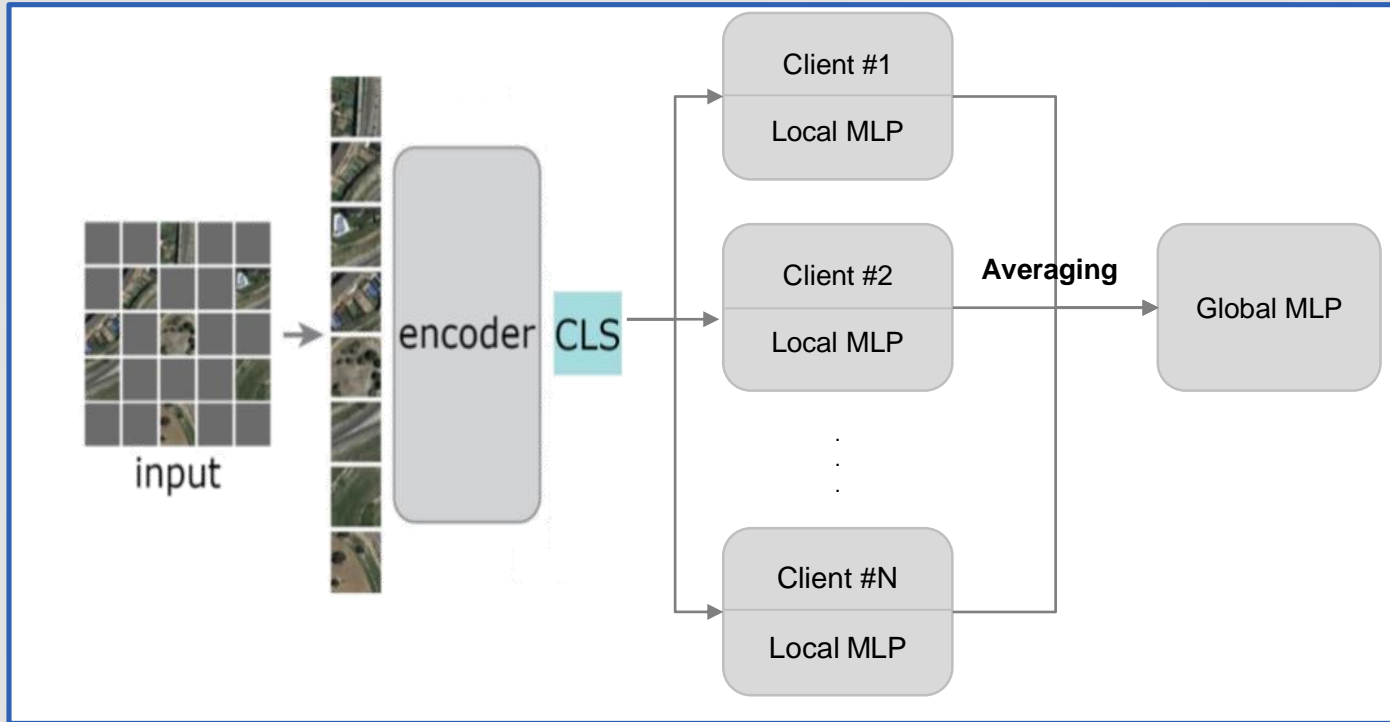 input
encoder
CLS
Client #1
Local MLP
Client #2
Local MLP
.
.
.
Client #N
Local MLP
Averaging
Global MLP